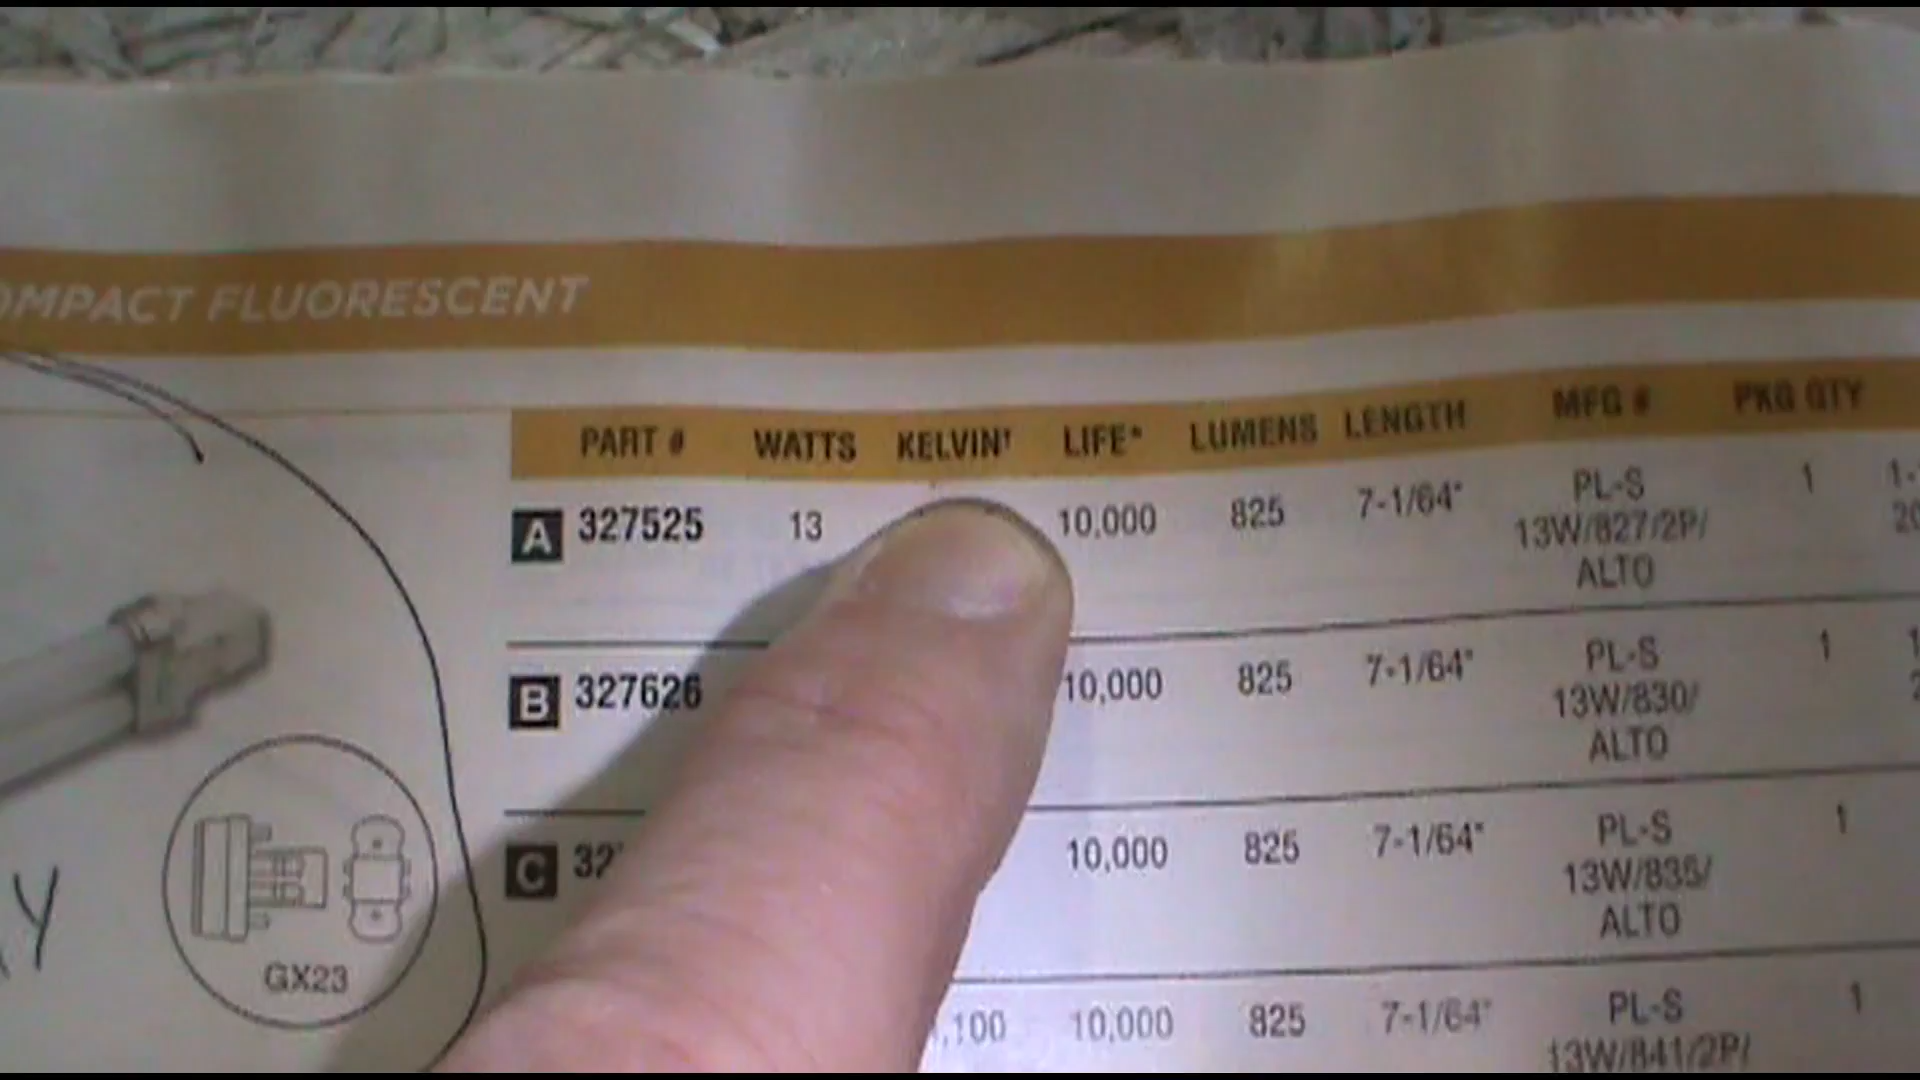 COMPACT FLUORESCENT
PART # WATTS KELVIN† LIFE* LUMENS LENGTH MFG # PKG QTY
A 327525 13 10,000 825 7-1/64" PL-S 1
13W/827/2P/
ALTO
B 327626 10,000 825 7-1/64" PL-S 1
13W/830/
ALTO
C 10,000 825 7-1/64" PL-S 1
13W/835/
ALTO
,100 10,000 825 7-1/64" PL-S 1
13W/841/2P/
GX23